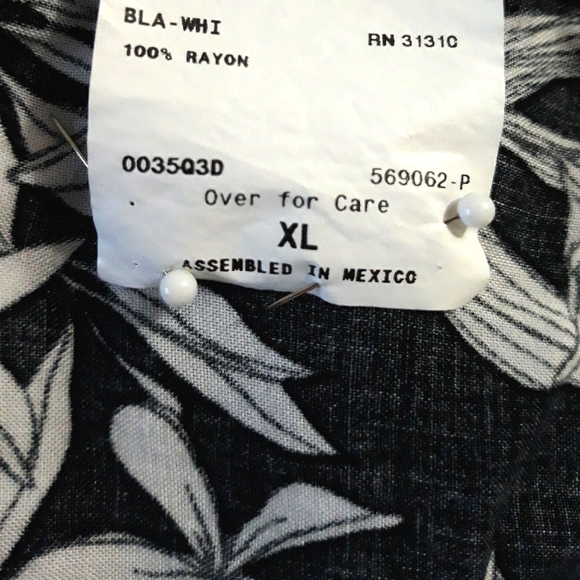 BLA-WHI
RN 31310
100% RAYON
0035Q3D
569062-P
Over for Care
XL
ASSEMBLED IN MEXICO